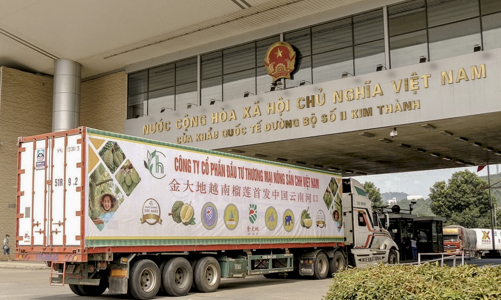 NƯỚC CỘNG HÒA XÃ HỘI CHỦ NGHĨA VIỆT NAM
CỬA KHẨU QUỐC TẾ ĐƯỜNG BỘ SỐ II KIM THÀNH
CÔNG TY CỔ PHẦN ĐẦU TƯ THƯƠNG MẠI NÔNG SẢN CHH VIỆT NAM
金大地越南榴莲首发中国云南河口